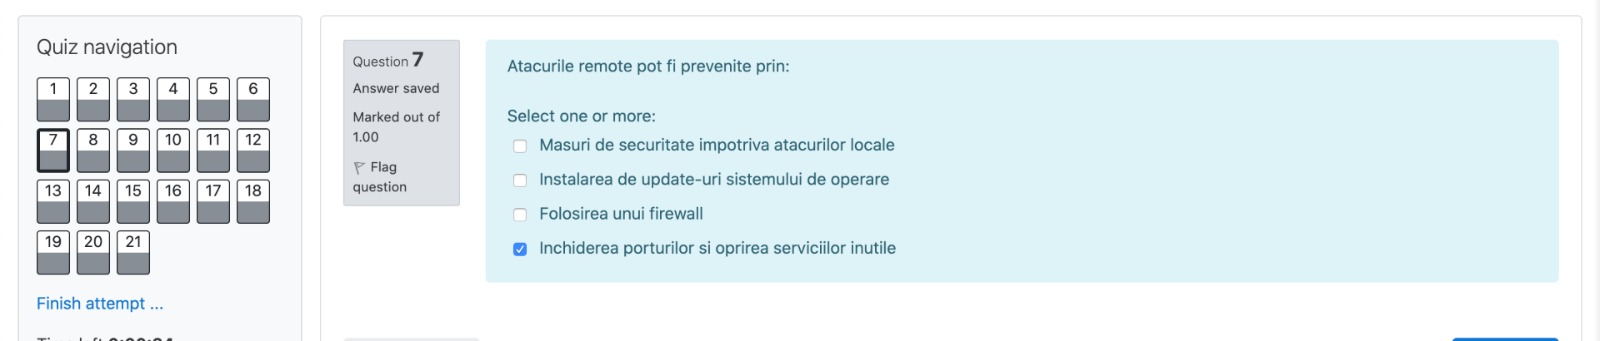 Quiz navigation
1 2 3 4 5 6
7 8 9 10 11 12
13 14 15 16 17 18
19 20 21
Finish attempt ...
Question 7
Answer saved
Marked out of
1.00
Flag
question
Atacurile remote pot fi prevenite prin:
Select one or more:
Masuri de securitate impotriva atacurilor locale
Instalarea de update-uri sistemului de operare
Folosirea unui firewall
Inchiderea porturilor si oprirea serviciilor inutile